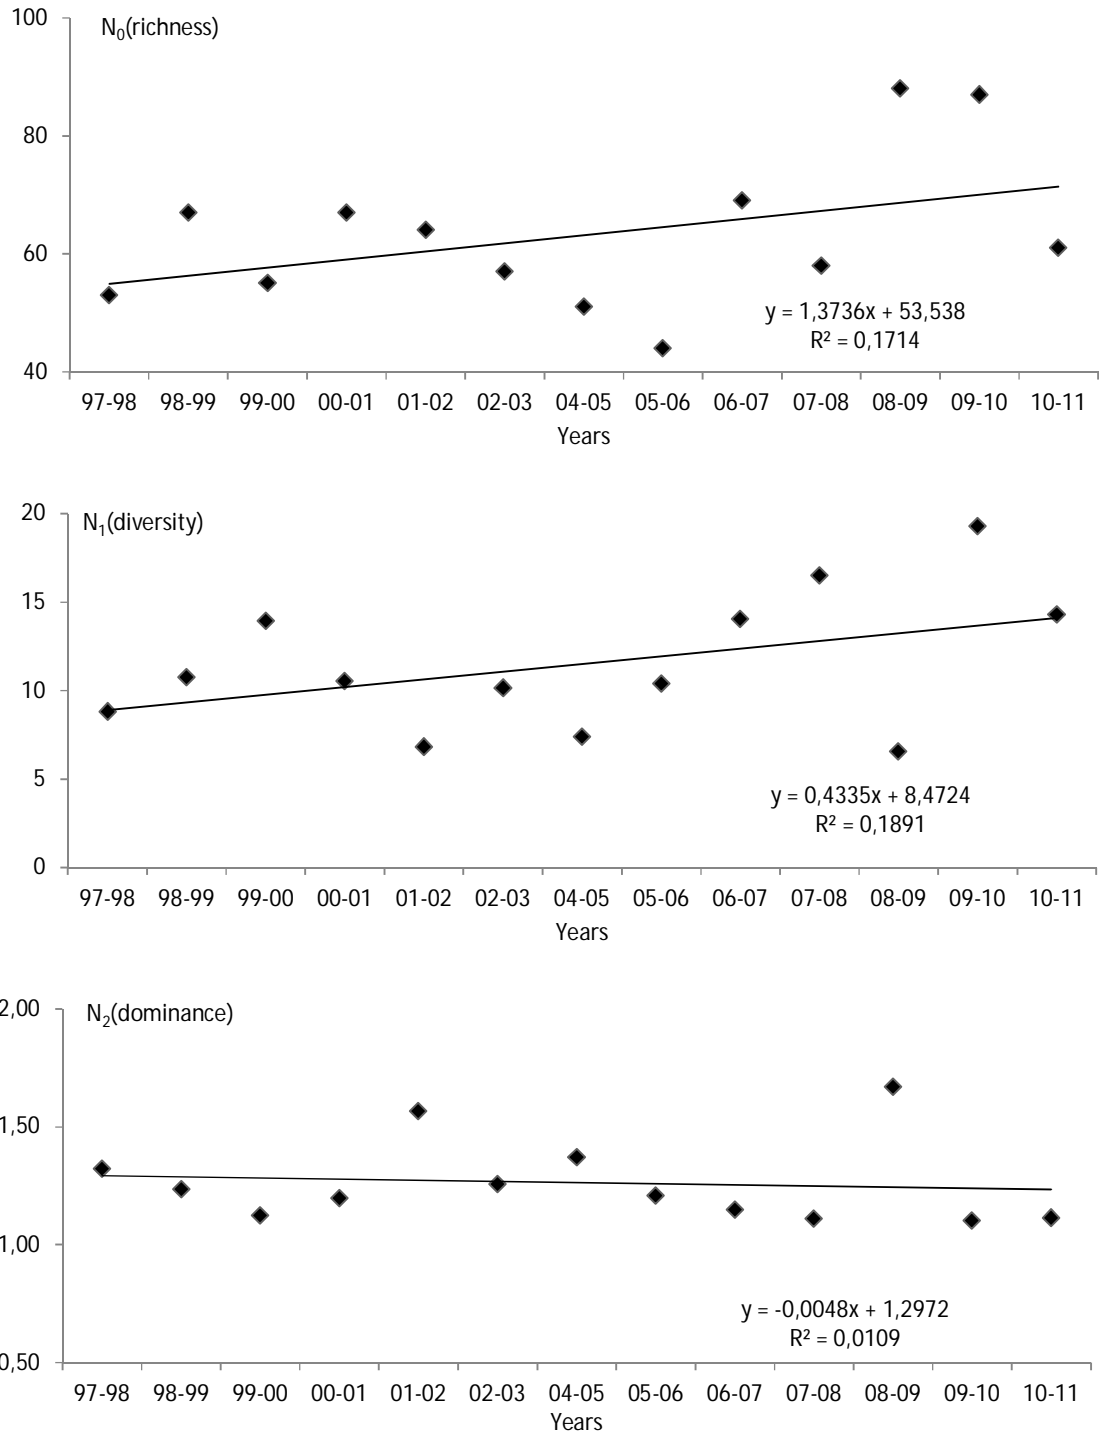 N₀(richness)
100
80
60
40
y = 1,3736x + 53,538
R² = 0,1714
97-98 98-99 99-00 00-01 01-02 02-03 04-05 05-06 06-07 07-08 08-09 09-10 10-11
Years
N₁(diversity)
20
15
10
5
0
y = 0,4335x + 8,4724
R² = 0,1891
97-98 98-99 99-00 00-01 01-02 02-03 04-05 05-06 06-07 07-08 08-09 09-10 10-11
Years
N₂(dominance)
2,00
1,50
1,00
0,50
y = -0,0048x + 1,2972
R² = 0,0109
97-98 98-99 99-00 00-01 01-02 02-03 04-05 05-06 06-07 07-08 08-09 09-10 10-11
Years